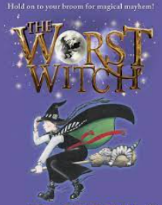 Hold on to your broom for magical mayhem!
THE
WORST
WITCH